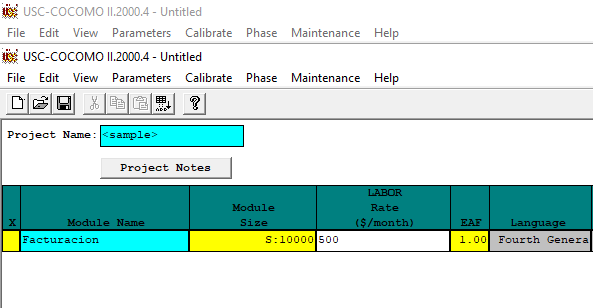 USC-COCOMO II.2000.4 - Untitled
File Edit View Parameters Calibrate Phase Maintenance Help
USC-COCOMO II.2000.4 - Untitled
File Edit View Parameters Calibrate Phase Maintenance Help
Project Name: <sample>
Project Notes
X Module Name Module Size LABOR Rate ($/month) EAF Language
Facturacion S:10000 500 1.00 Fourth Genera